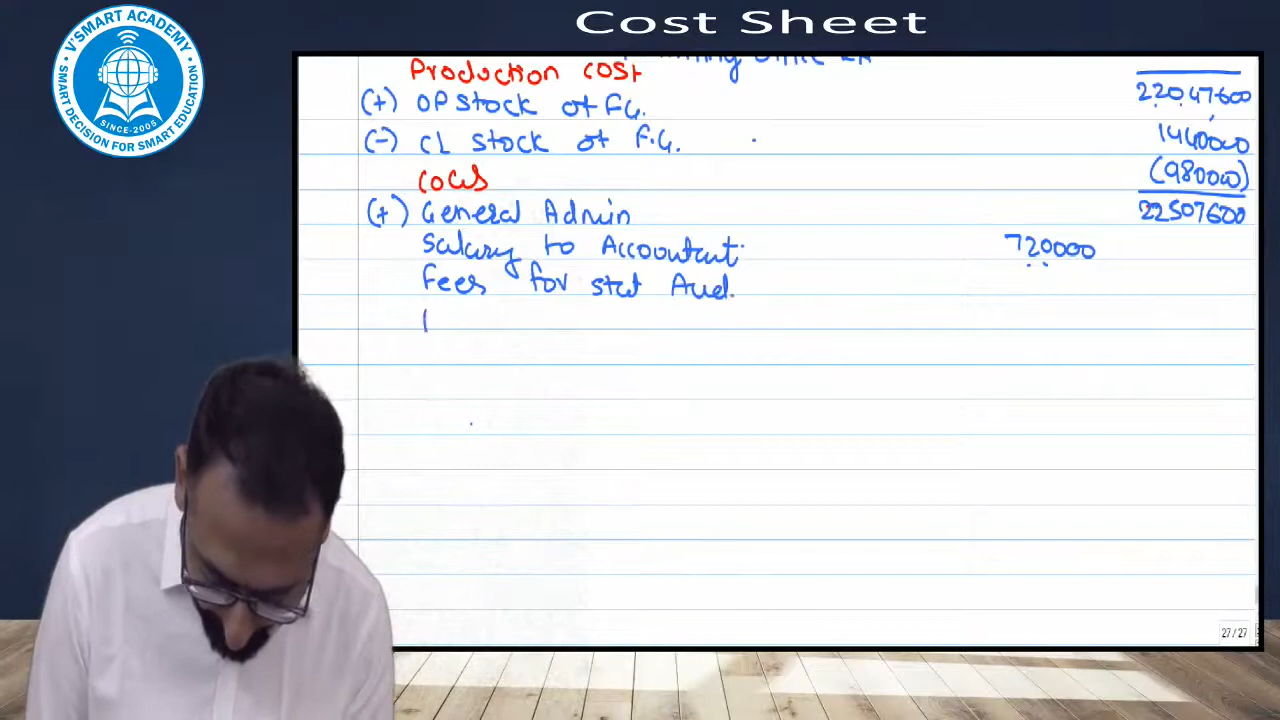 Cost Sheet
V'SMART ACADEMY
SMART DECISION FOR SMART EDUCATION
SINCE-2005
Production cost 22047600
(+) OP Stock of F.G. 1440000
(-) CL Stock of F.G. (980000)
COGS 22507600
(+) General Admin
Salary to Accountant 720000
Fees for stat Aud.
27/27